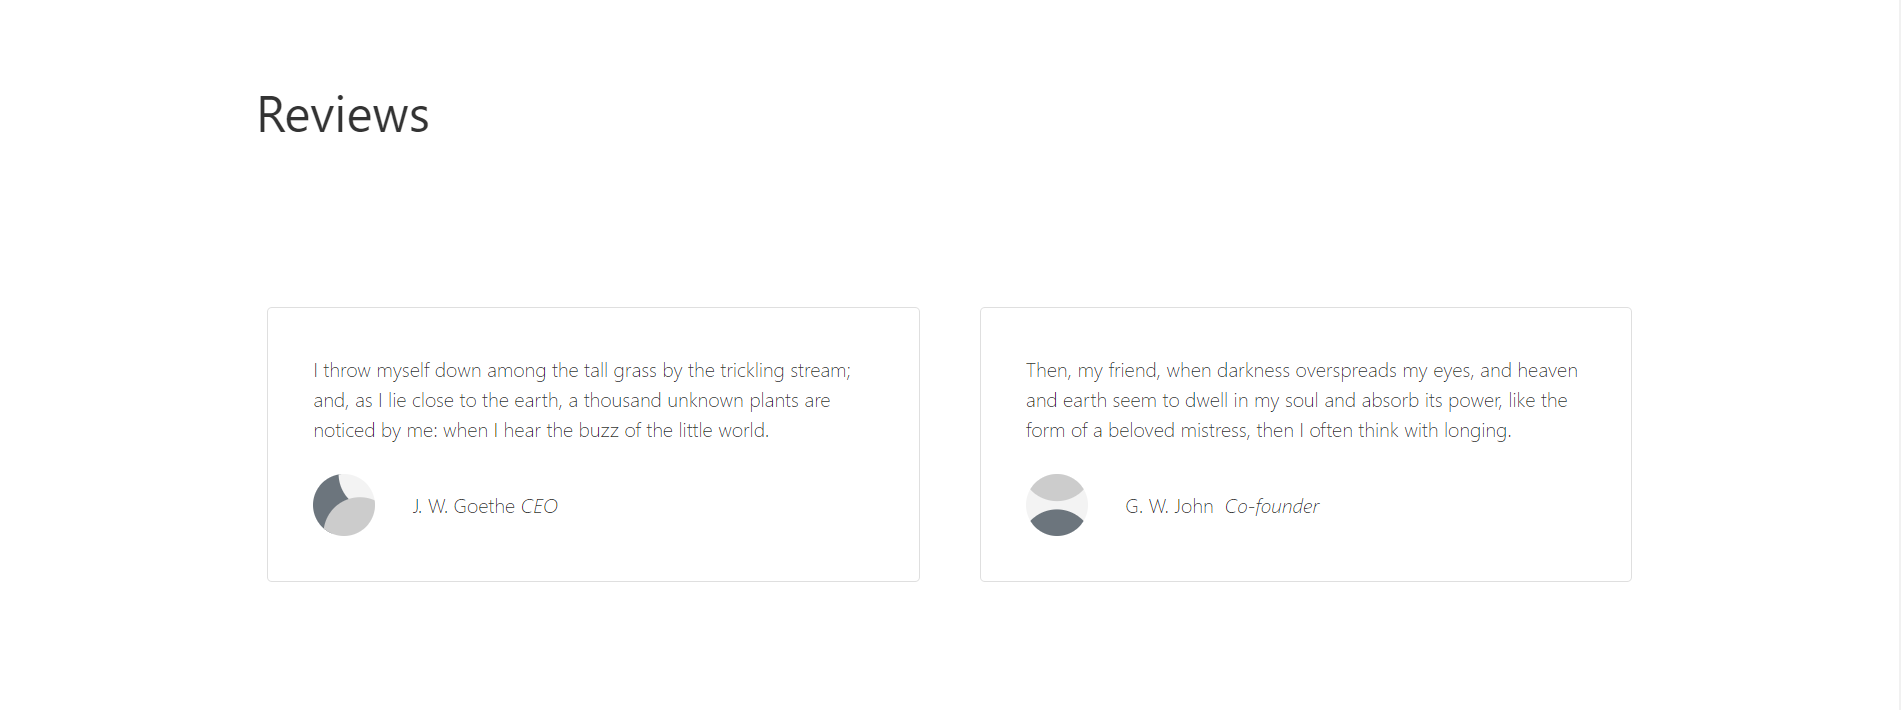 Reviews
I throw myself down among the tall grass by the trickling stream;
and, as I lie close to the earth, a thousand unknown plants are
noticed by me: when I hear the buzz of the little world.
J. W. Goethe CEO
Then, my friend, when darkness overspreads my eyes, and heaven
and earth seem to dwell in my soul and absorb its power, like the
form of a beloved mistress, then I often think with longing.
G. W. John Co-founder